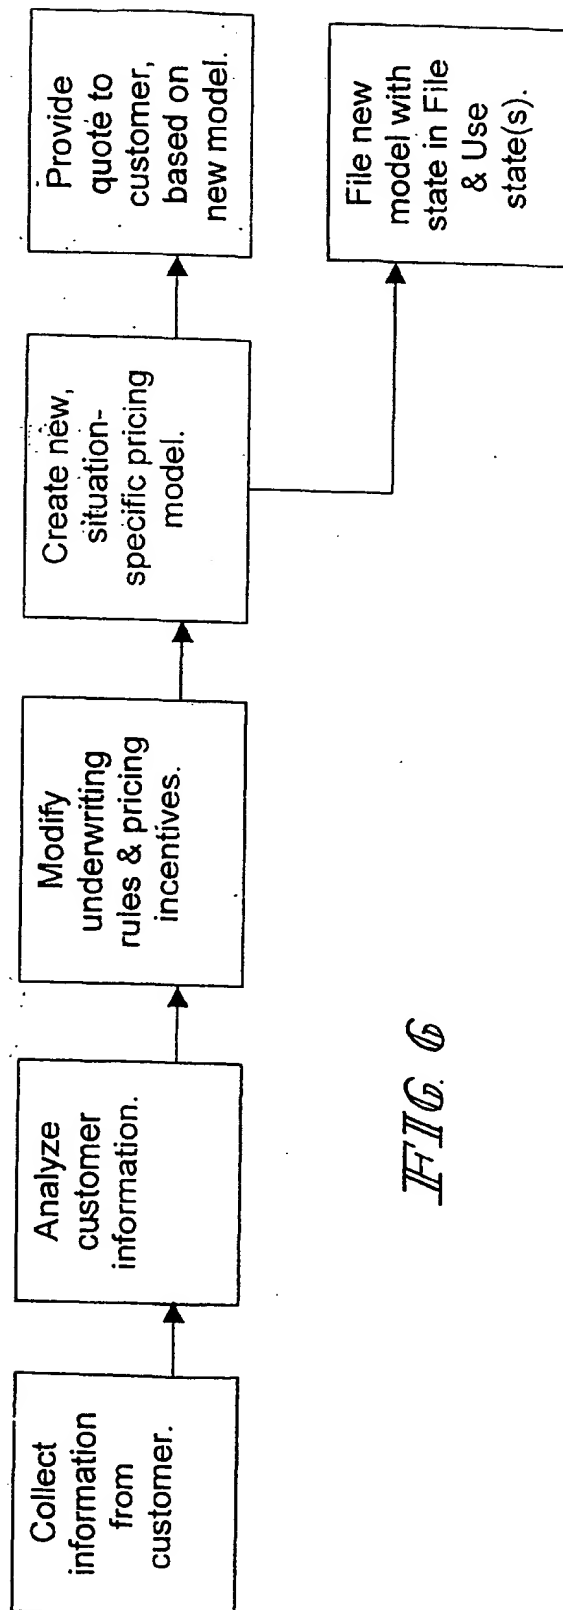 Collect
information
from
customer.
Analyze
customer
information.
Modify
underwriting
rules & pricing
incentives.
Create new,
situation-
specific pricing
model.
Provide
quote to
customer,
based on
new model.
File new
model with
state in File
& Use
state(s).
FIG. 6